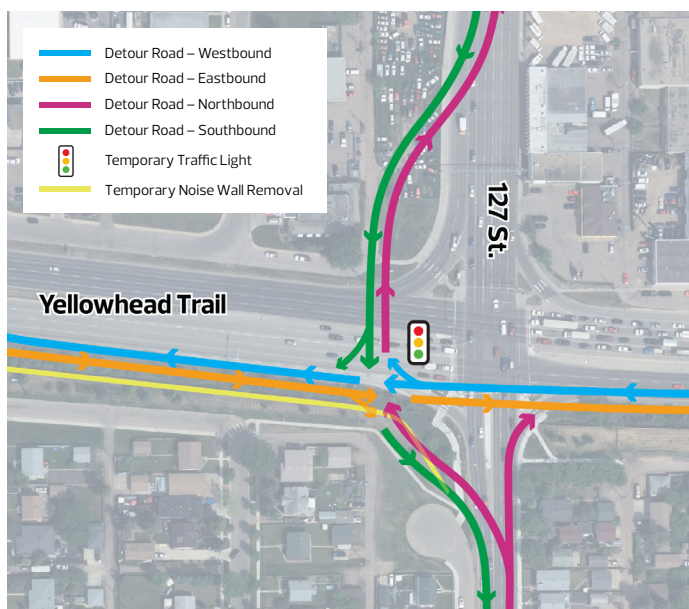 Detour Road – Westbound
Detour Road – Eastbound
Detour Road – Northbound
Detour Road – Southbound
Temporary Traffic Light
Temporary Noise Wall Removal
127 St.
Yellowhead Trail